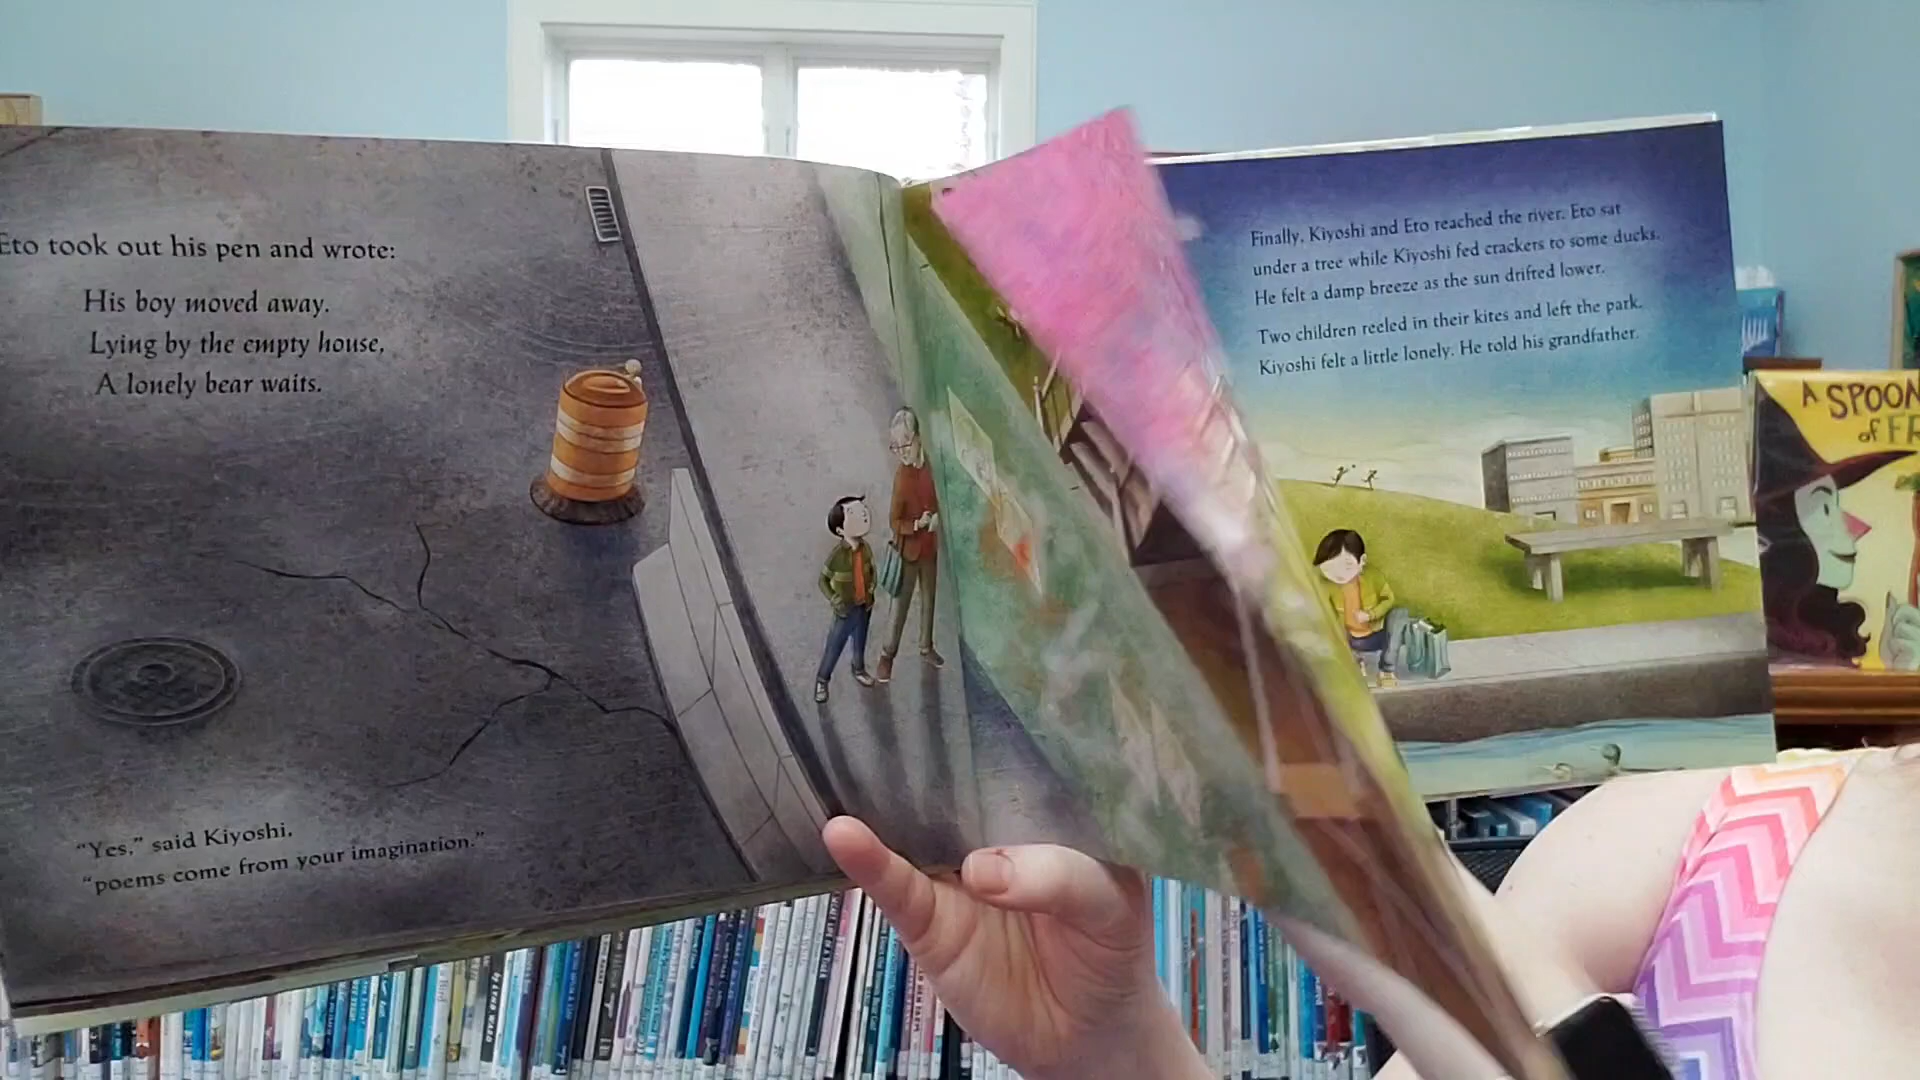 Eto took out his pen and wrote:
His boy moved away.
Lying by the empty house,
A lonely bear waits.
"Yes," said Kiyoshi,
"poems come from your imagination."
Finally, Kiyoshi and Eto reached the river. Eto sat
under a tree while Kiyoshi fed crackers to some ducks.
He felt a damp breeze as the sun drifted lower.
Two children reeled in their kites and left the park.
Kiyoshi felt a little lonely. He told his grandfather.
A SPOON
of FR